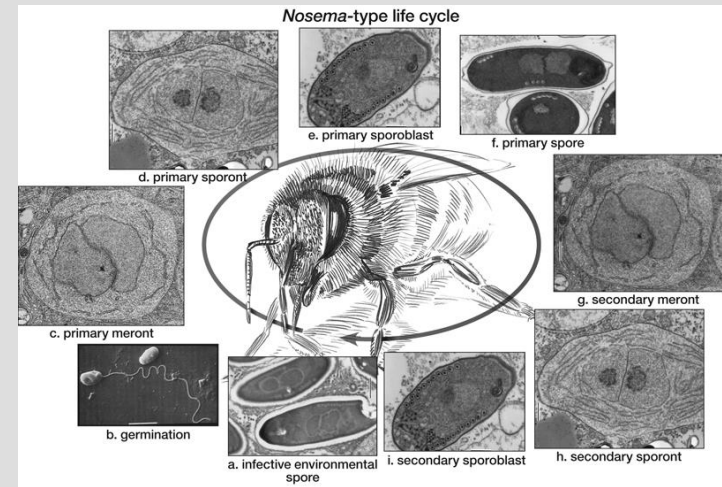 Nosema-type life cycle
e. primary sporoblast
f. primary spore
d. primary sporont
g. secondary meront
c. primary meront
b. germination
a. infective environmental
spore
i. secondary sporoblast
h. secondary sporont